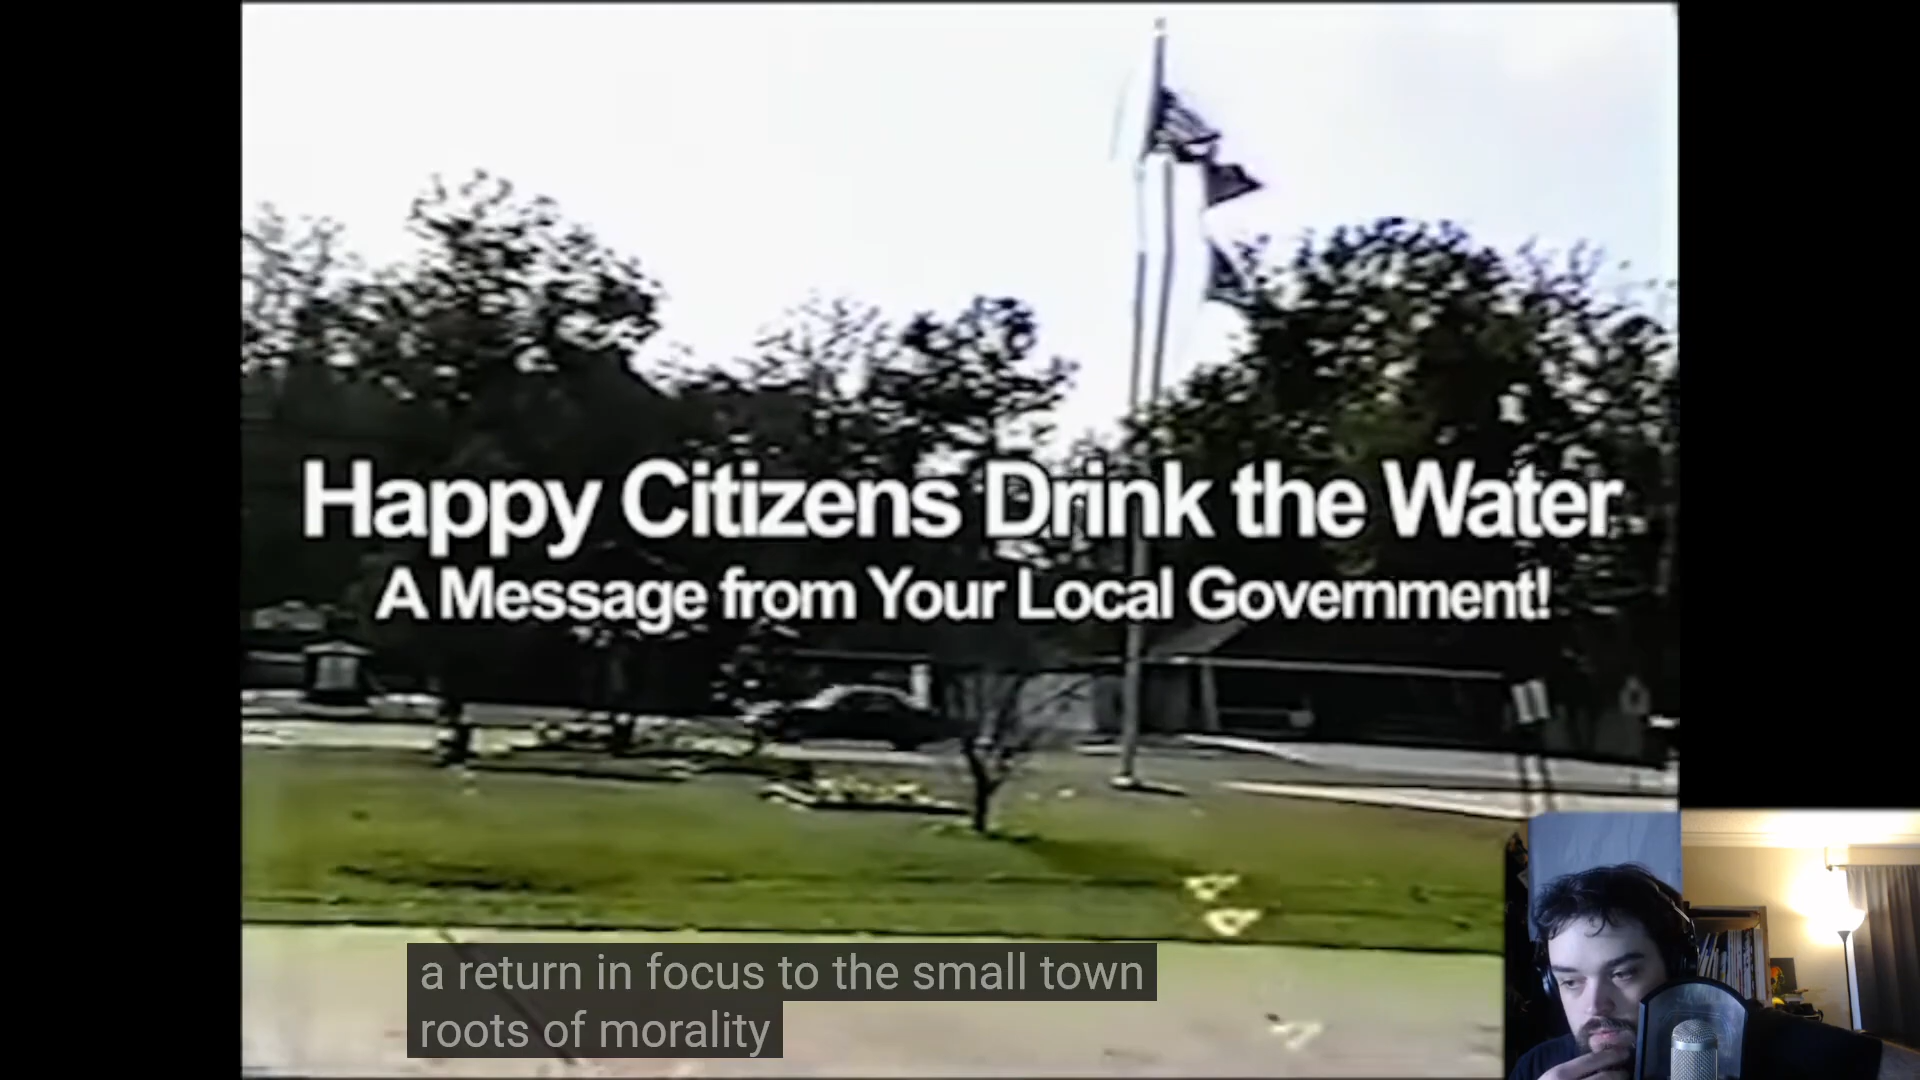 Happy Citizens Drink the Water
A Message from Your Local Government!
a return in focus to the small town
roots of morality